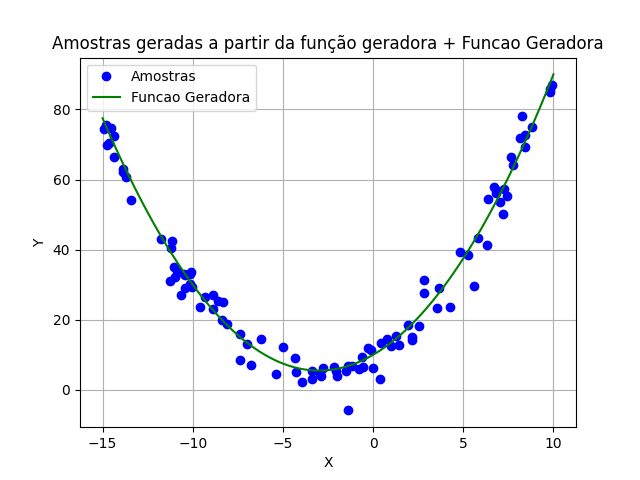 Amostras geradas a partir da função geradora + Funcao Geradora
Amostras
Funcao Geradora
80
60
40
20
0
Y
−15
−10
−5
0
5
10
X